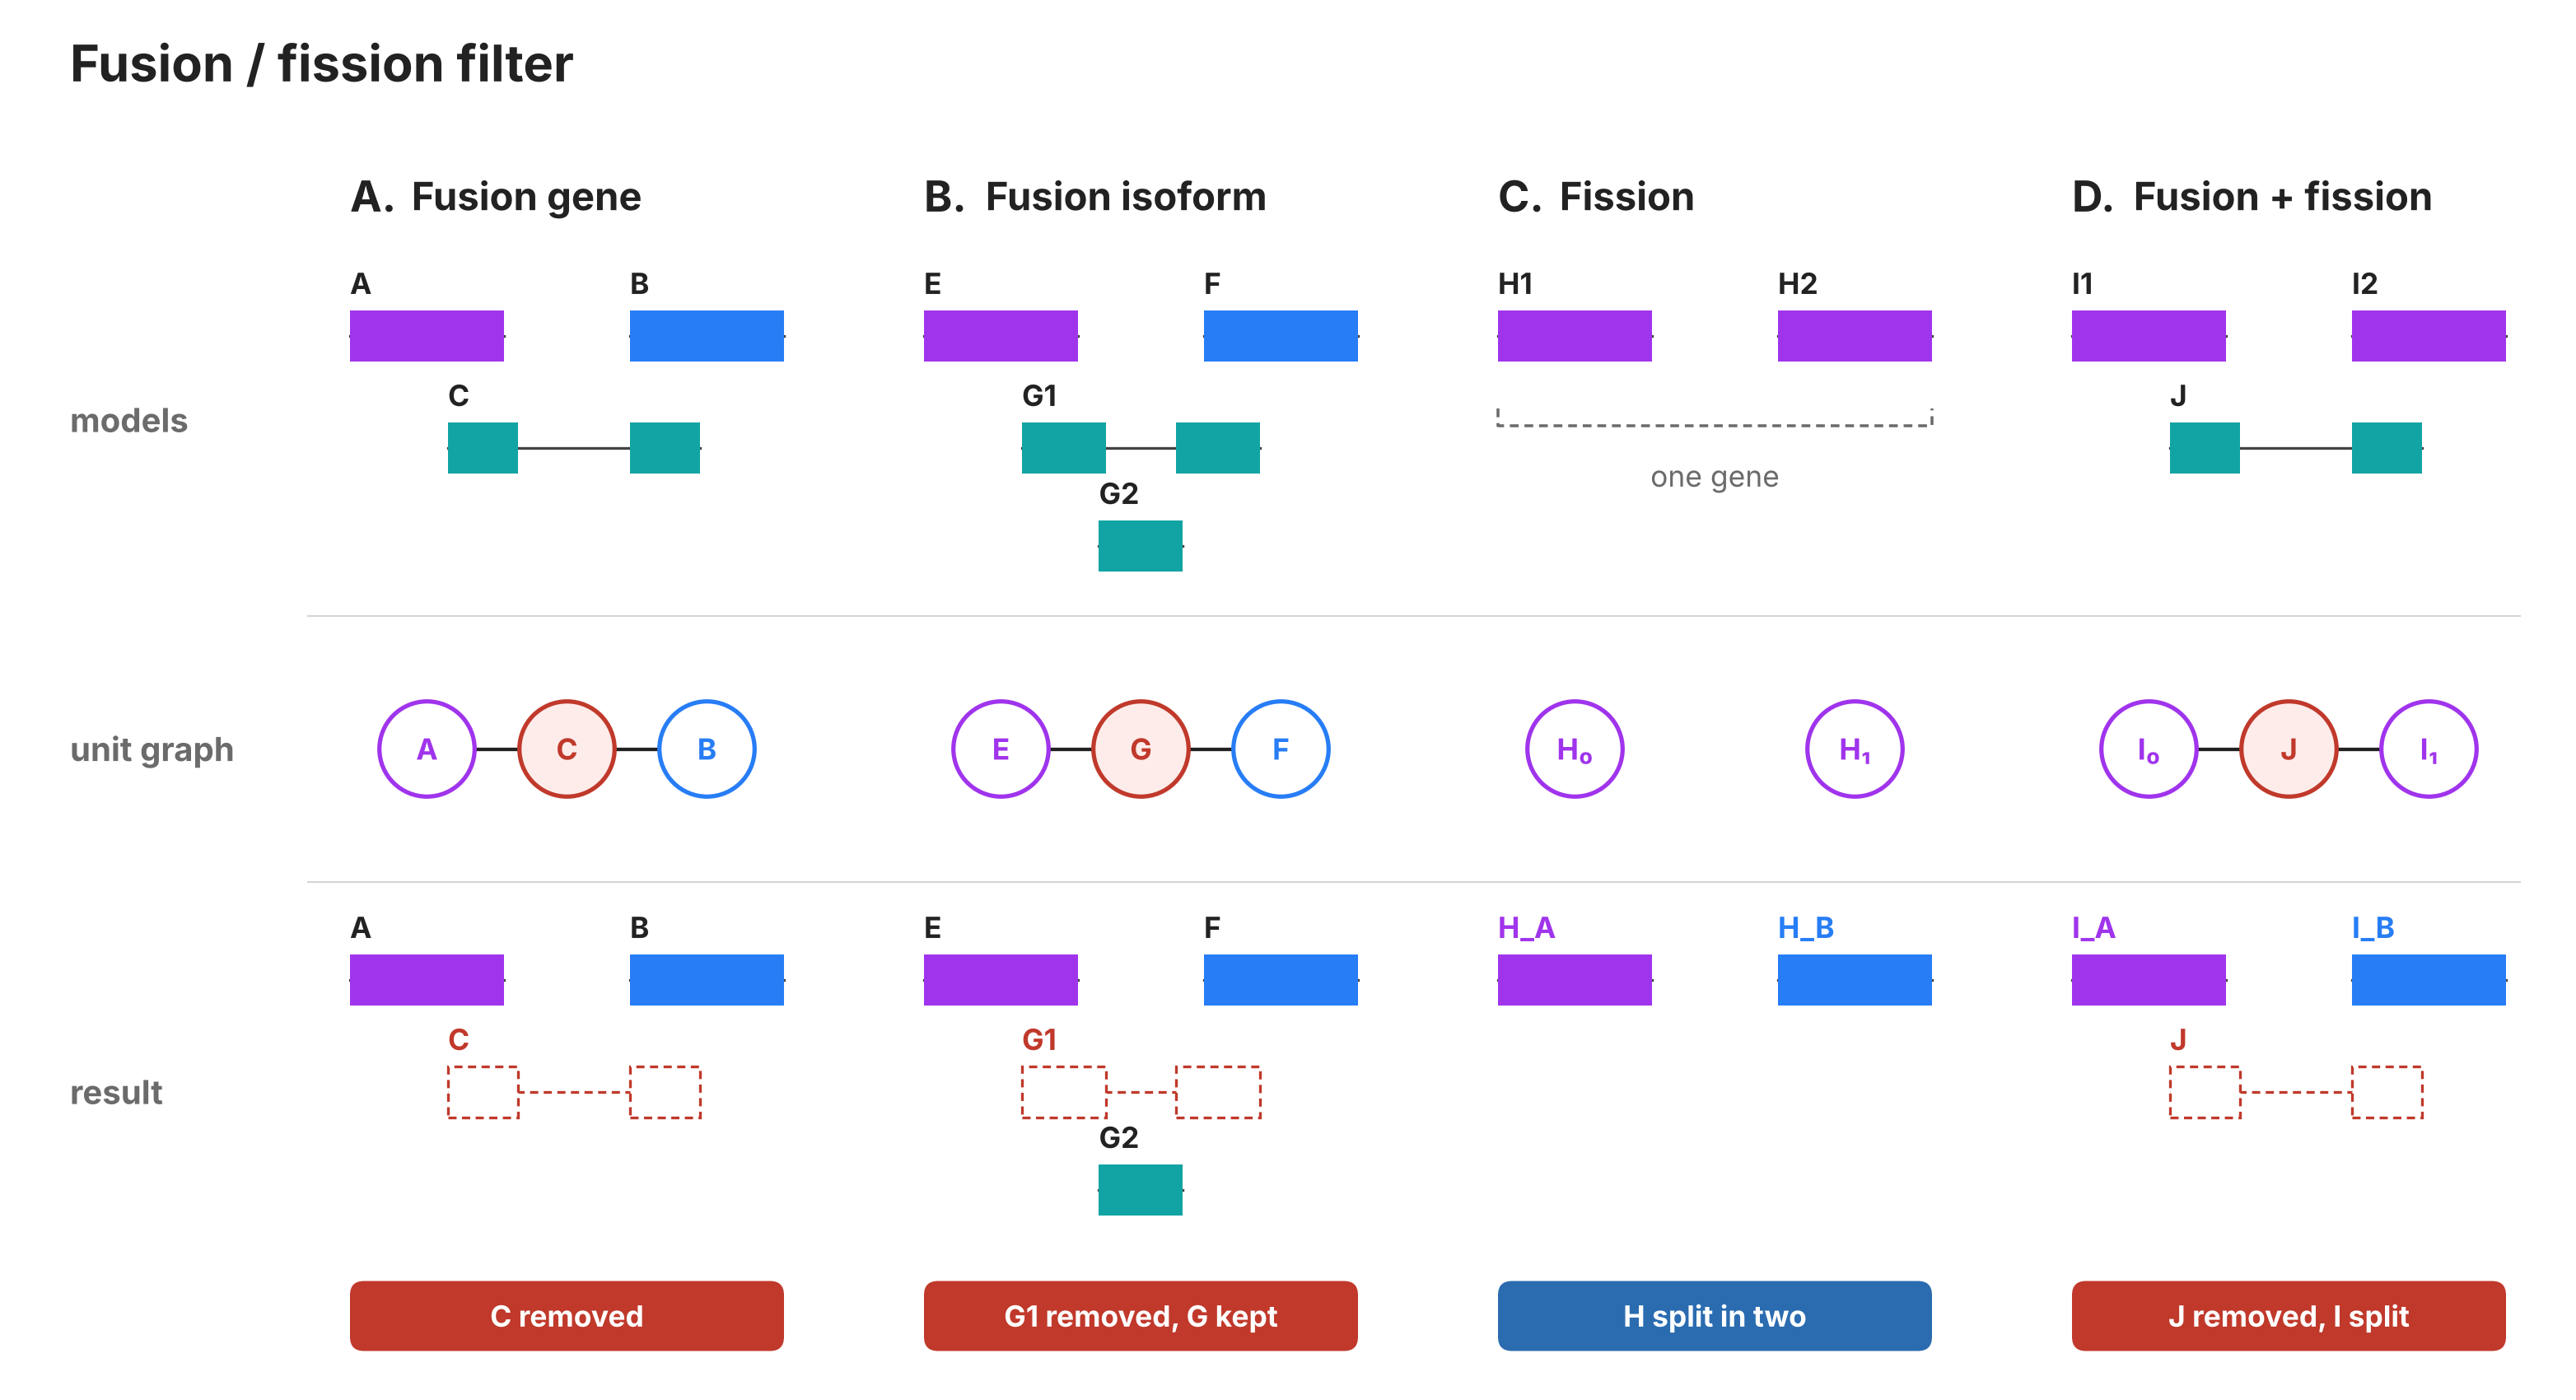 Fusion / fission filter
A. Fusion gene
B. Fusion isoform
C. Fission
D. Fusion + fission
models
A
B
C
E
F
G1
G2
H1
H2
one gene
I1
I2
J
unit graph
A
C
B
E
G
F
H₀
H₁
I₀
J
I₁
result
A
B
C
E
F
G1
G2
H_A
H_B
I_A
I_B
J
C removed
G1 removed, G kept
H split in two
J removed, I split